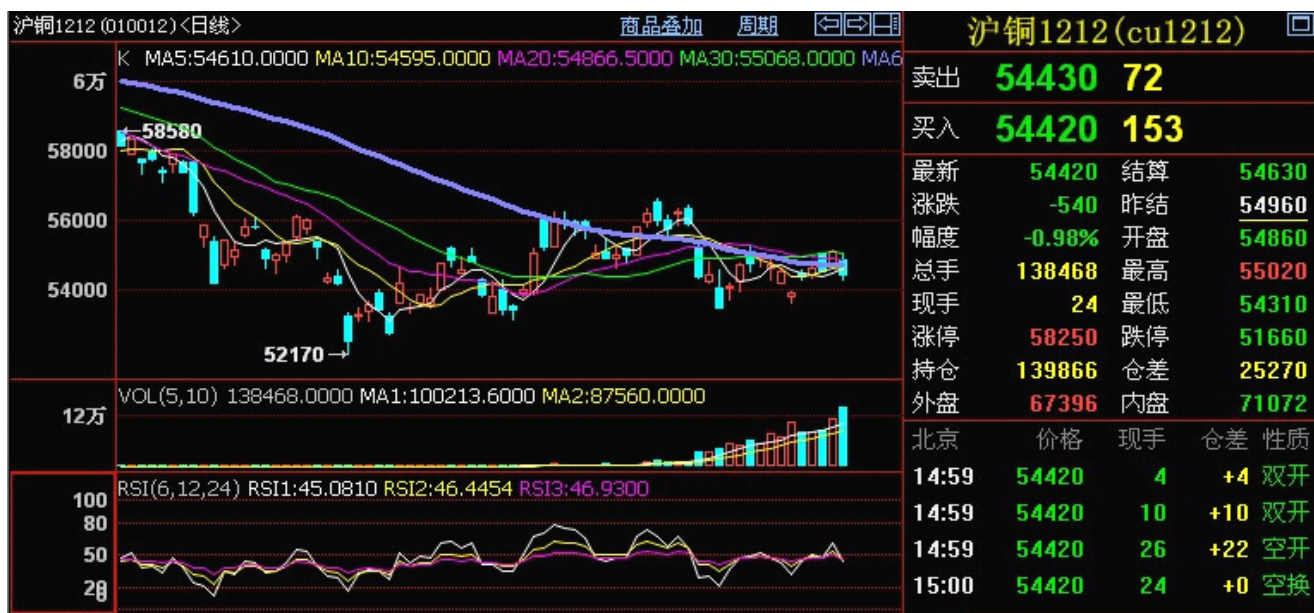 沪铜1212 (010012)<日线> 商品叠加 周期
K MA5:54610.0000 MA10:54595.0000 MA20:54866.5000 MA30:55068.0000 MA6
6万
58580
58000
56000
54000
52170
VOL(5,10) 138468.0000 MA1:100213.6000 MA2:87560.0000
12万
RSI(6,12,24) RSI1:45.0810 RSI2:46.4454 RSI3:46.9300
100
80
50
20
沪铜1212(cu1212)
卖出 54430 72
买入 54420 153
最新 54420 结算 54630
涨跌 -540 昨结 54960
幅度 -0.98% 开盘 54860
总手 138468 最高 55020
现手 24 最低 54310
涨停 58250 跌停 51660
持仓 139866 仓差 25270
外盘 67396 内盘 71072
北京 价格 现手 仓差 性质
14:59 54420 4 +4 双开
14:59 54420 10 +10 双开
14:59 54420 26 +22 空开
15:00 54420 24 +0 空换